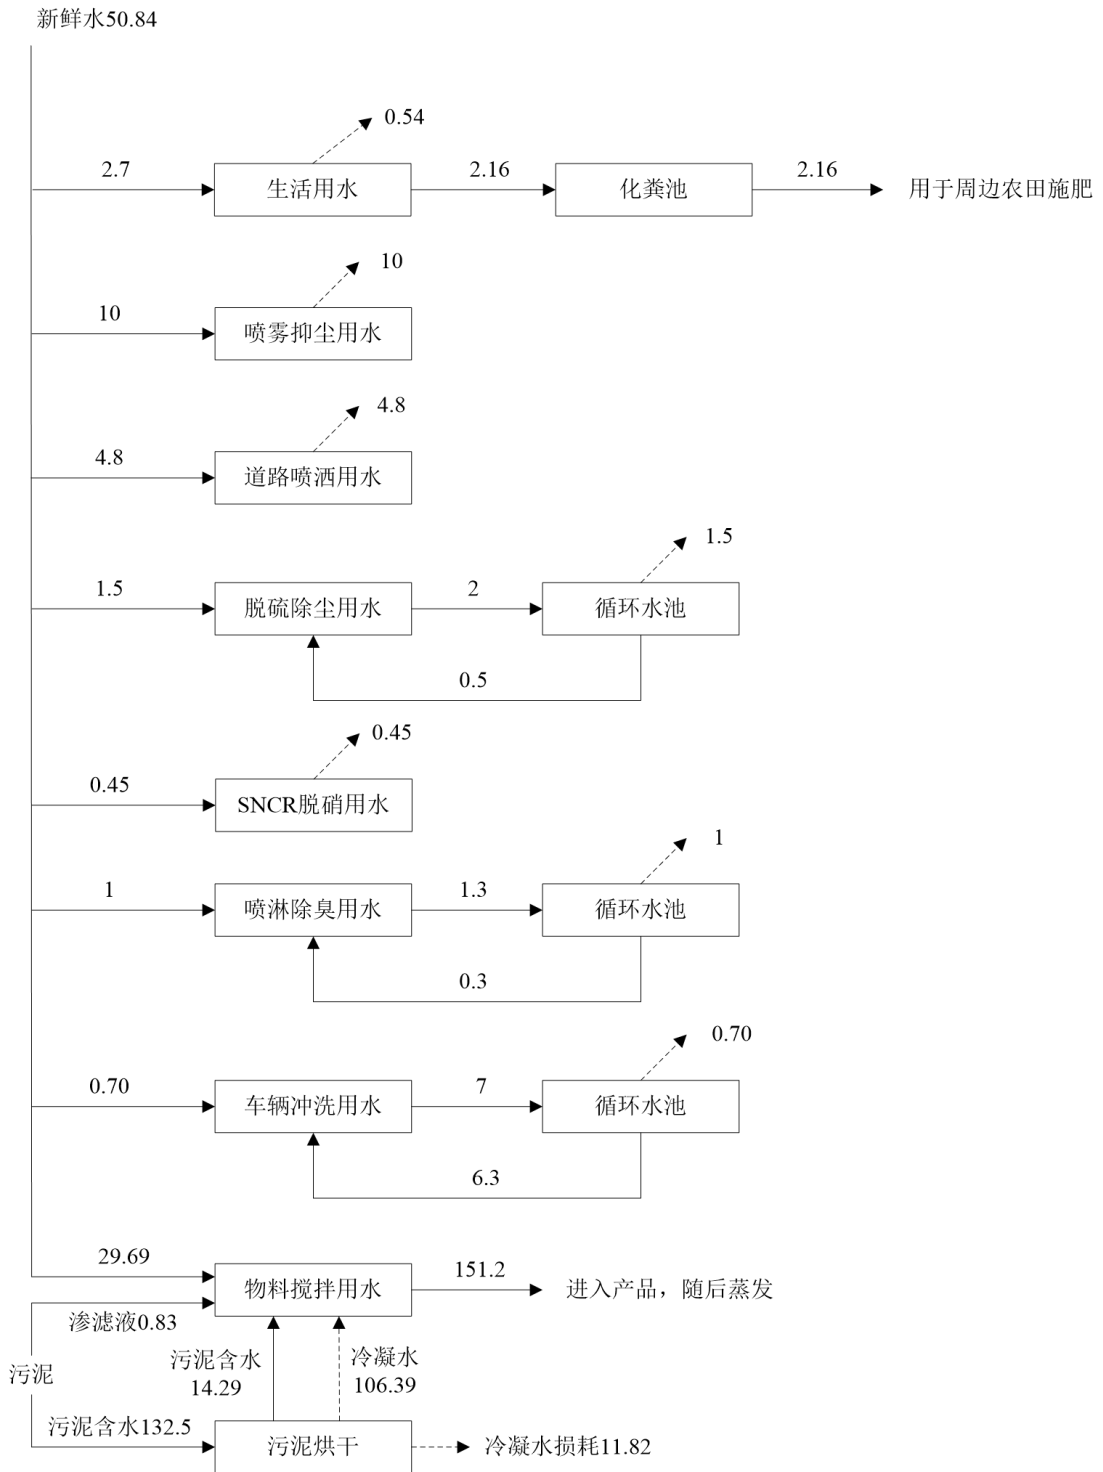 新鲜水50.84
0.54
2.7
生活用水
2.16
化粪池
2.16
用于周边农田施肥
10
10
喷雾抑尘用水
4.8
4.8
道路喷洒用水
1.5
1.5
脱硫除尘用水
2
循环水池
0.5
0.45
0.45
SNCR脱硝用水
1
1
喷淋除臭用水
1.3
循环水池
0.3
0.70
0.70
车辆冲洗用水
7
循环水池
6.3
29.69
物料搅拌用水
151.2
进入产品，随后蒸发
渗滤液0.83
污泥
污泥含水
14.29
冷凝水
106.39
污泥含水132.5
污泥烘干
冷凝水损耗11.82